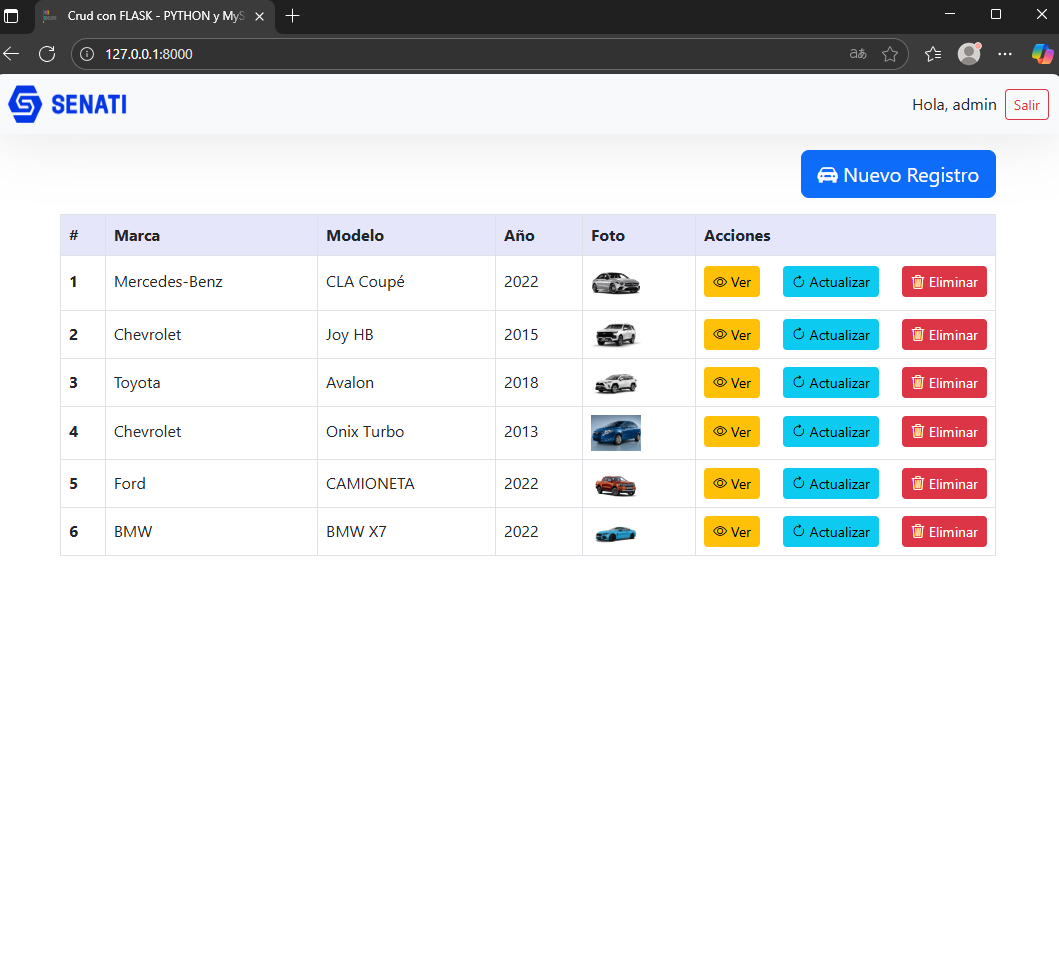 Crud con FLASK - PYTHON y MyS
127.0.0.1:8000
SENATI
Hola, admin Salir
Nuevo Registro
# Marca Modelo Año Foto Acciones
1 Mercedes-Benz CLA Coupé 2022 Ver Actualizar Eliminar
2 Chevrolet Joy HB 2015 Ver Actualizar Eliminar
3 Toyota Avalon 2018 Ver Actualizar Eliminar
4 Chevrolet Onix Turbo 2013 Ver Actualizar Eliminar
5 Ford CAMIONETA 2022 Ver Actualizar Eliminar
6 BMW BMW X7 2022 Ver Actualizar Eliminar